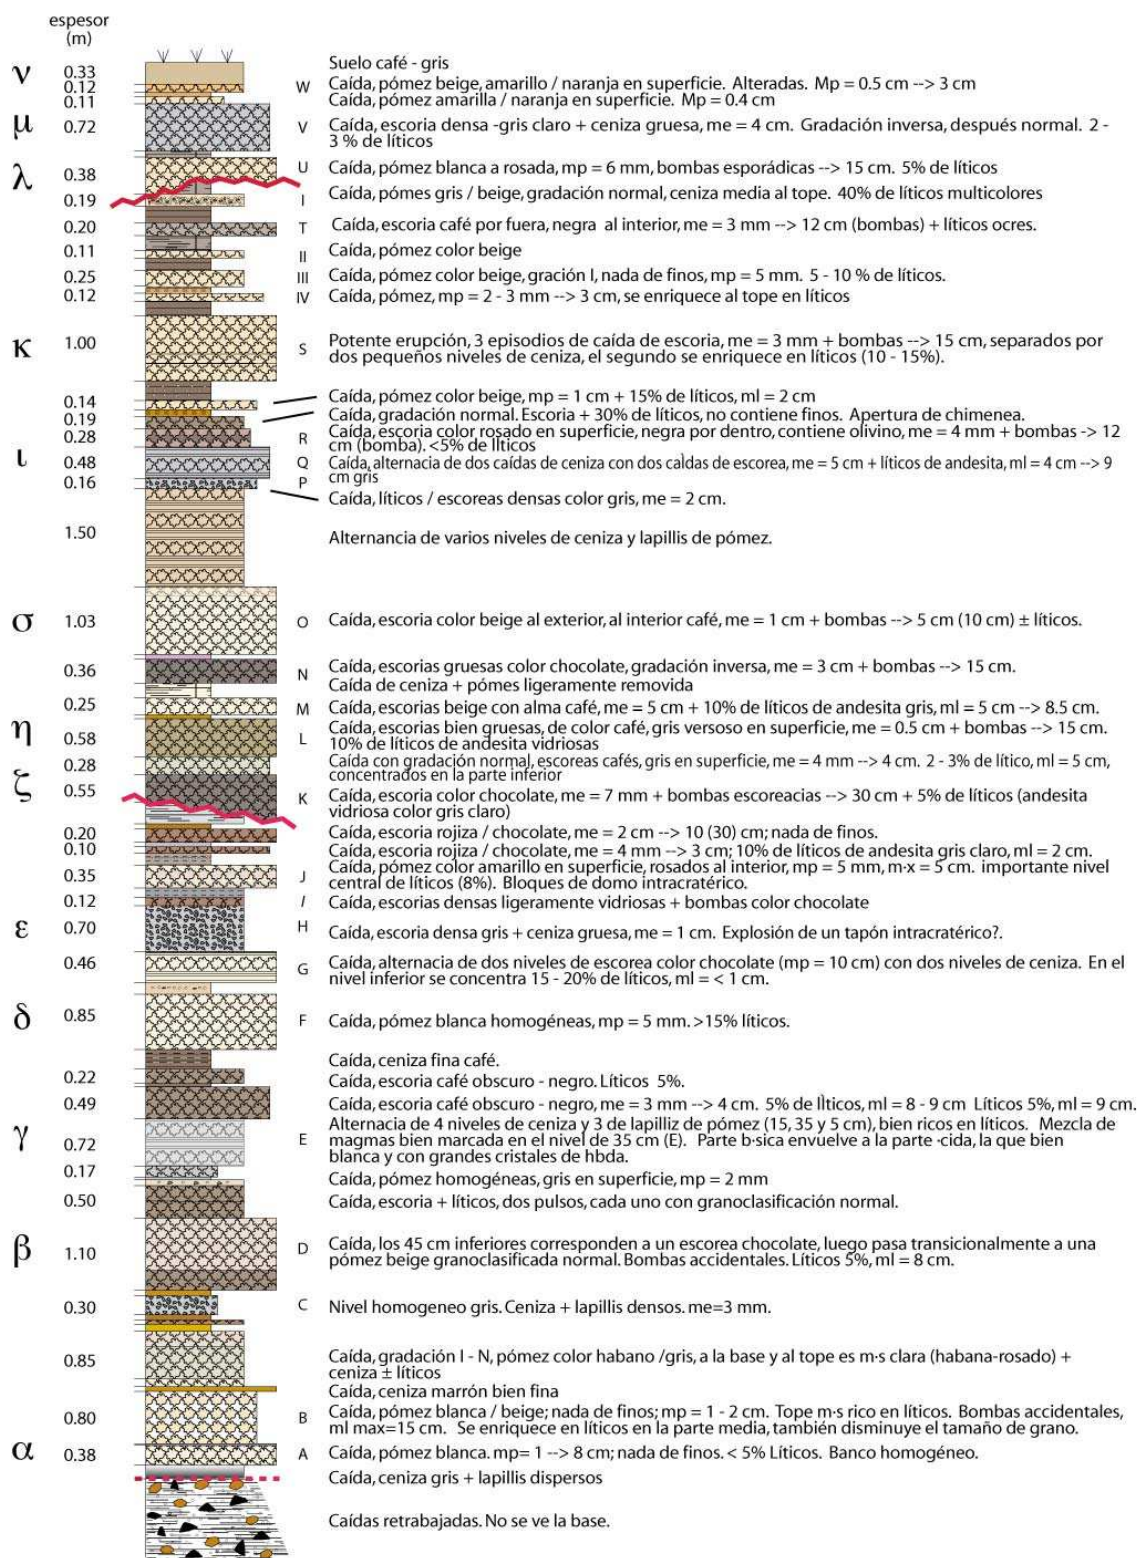 espesor
(m)
Suelo café - gris
ν 0.33
0.12 W Caída, pómez beige, amarillo / naranja en superficie. Alteradas. Mp = 0.5 cm --> 3 cm
0.11 Caída, pómez amarilla / naranja en superficie. Mp = 0.4 cm
μ 0.72 V Caída, escoria densa -gris claro + ceniza gruesa, me = 4 cm. Gradación inversa, después normal. 2 -
3 % de líticos
λ 0.38 U Caída, pómez blanca a rosada, mp = 6 mm, bombas esporádicas --> 15 cm. 5% de líticos
0.19 I Caída, pómes gris / beige, gradación normal, ceniza media al tope. 40% de líticos multicolores
0.20 T Caída, escoria café por fuera, negra al interior, me = 3 mm --> 12 cm (bombas) + líticos ocres.
0.11 II Caída, pómez color beige
0.25 III Caída, pómez color beige, gración I, nada de finos, mp = 5 mm. 5 - 10 % de líticos.
0.12 IV Caída, pómez, mp = 2 - 3 mm --> 3 cm, se enriquece al tope en líticos
κ 1.00 S Potente erupción, 3 episodios de caída de escoria, me = 3 mm + bombas --> 15 cm, separados por
dos pequeños niveles de ceniza, el segundo se enriquece en líticos (10 - 15%).
0.14 Caída, pómez color beige, mp = 1 cm + 15% de líticos, ml = 2 cm
0.19 Caída, gradación normal. Escoria + 30% de líticos, no contiene finos. Apertura de chimenea.
0.28 R Caída, escoria color rosado en superficie, negra por dentro, contiene olivino, me = 4 mm + bombas -> 12
cm (bomba). <5% de líticos
ι 0.48 Q Caída, alternacia de dos caídas de ceniza con dos caìdas de escorea, me = 5 cm + líticos de andesita, ml = 4 cm --> 9
cm gris
0.16 P
Caída, líticos / escoreas densas color gris, me = 2 cm.
1.50 Alternancia de varios niveles de ceniza y lapillis de pómez.
σ 1.03 O Caída, escoria color beige al exterior, al interior café, me = 1 cm + bombas --> 5 cm (10 cm) ± líticos.
0.36 N Caída, escorias gruesas color chocolate, gradación inversa, me = 3 cm + bombas --> 15 cm.
Caída de ceniza + pómes ligeramente removida
0.25 M Caída, escorias beige con alma café, me = 5 cm + 10% de líticos de andesita gris, ml = 5 cm --> 8.5 cm.
η 0.58 L Caída, escorias bien gruesas, de color café, gris versoso en superficie, me = 0.5 cm + bombas --> 15 cm.
10% de líticos de andesita vidriosas
ζ 0.28 Caída con gradación normal, escoreas cafés, gris en superficie, me = 4 mm --> 4 cm. 2 - 3% de lítico, ml = 5 cm,
concentrados en la parte inferior
0.55 K Caída, escoria color chocolate, me = 7 mm + bombas escoreacias --> 30 cm + 5% de líticos (andesita
vidriosa color gris claro)
0.20 Caída, escoria rojiza / chocolate, me = 2 cm --> 10 (30) cm; nada de finos.
0.10 Caída, escoria rojiza / chocolate, me = 4 mm --> 3 cm; 10% de líticos de andesita gris claro, ml = 2 cm.
0.35 J Caída, pómez color amarillo en superficie, rosados al interior, mp = 5 mm, m·x = 5 cm. importante nivel
central de líticos (8%). Bloques de domo intracratérico.
0.12 I Caída, escorias densas ligeramente vidriosas + bombas color chocolate
ε 0.70 H Caída, escoria densa gris + ceniza gruesa, me = 1 cm. Explosión de un tapón intracratérico?.
0.46 G Caída, alternacia de dos niveles de escorea color chocolate (mp = 10 cm) con dos niveles de ceniza. En el
nivel inferior se concentra 15 - 20% de líticos, ml = < 1 cm.
δ 0.85 F Caída, pómez blanca homogéneas, mp = 5 mm. >15% líticos.
Caída, ceniza fina café.
0.22 Caída, escoria café obscuro - negro. Líticos 5%.
0.49 Caída, escoria café obscuro - negro, me = 3 mm --> 4 cm. 5% de lìticos, ml = 8 - 9 cm Líticos 5%, ml = 9 cm.
γ 0.72 E Alternacia de 4 niveles de ceniza y 3 de lapilliz de pómez (15, 35 y 5 cm), bien ricos en líticos. Mezcla de
magmas bien marcada en el nivel de 35 cm (E). Parte b·sica envuelve a la parte ·cida, la que bien
blanca y con grandes cristales de hbda.
0.17 Caída, pómez homogéneas, gris en superficie, mp = 2 mm
0.50 Caída, escoria + líticos, dos pulsos, cada uno con granoclasificación normal.
β 1.10 D Caída, los 45 cm inferiores corresponden a un escorea chocolate, luego pasa transicionalmente a una
pómez beige granoclasificada normal. Bombas accidentales. Líticos 5%, ml = 8 cm.
0.30 C Nivel homogeneo gris. Ceniza + lapillis densos. me=3 mm.
0.85 Caída, gradación I - N, pómez color habano /gris, a la base y al tope es m·s clara (habana-rosado) +
ceniza ± líticos
Caída, ceniza marrón bien fina
0.80 B Caída, pómez blanca / beige; nada de finos; mp = 1 - 2 cm. Tope m·s rico en líticos. Bombas accidentales,
ml max=15 cm. Se enriquece en líticos en la parte media, también disminuye el tamaño de grano.
α 0.38 A Caída, pómez blanca. mp= 1 --> 8 cm; nada de finos. < 5% Líticos. Banco homogéneo.
Caída, ceniza gris + lapillis dispersos
Caídas retrabajadas. No se ve la base.